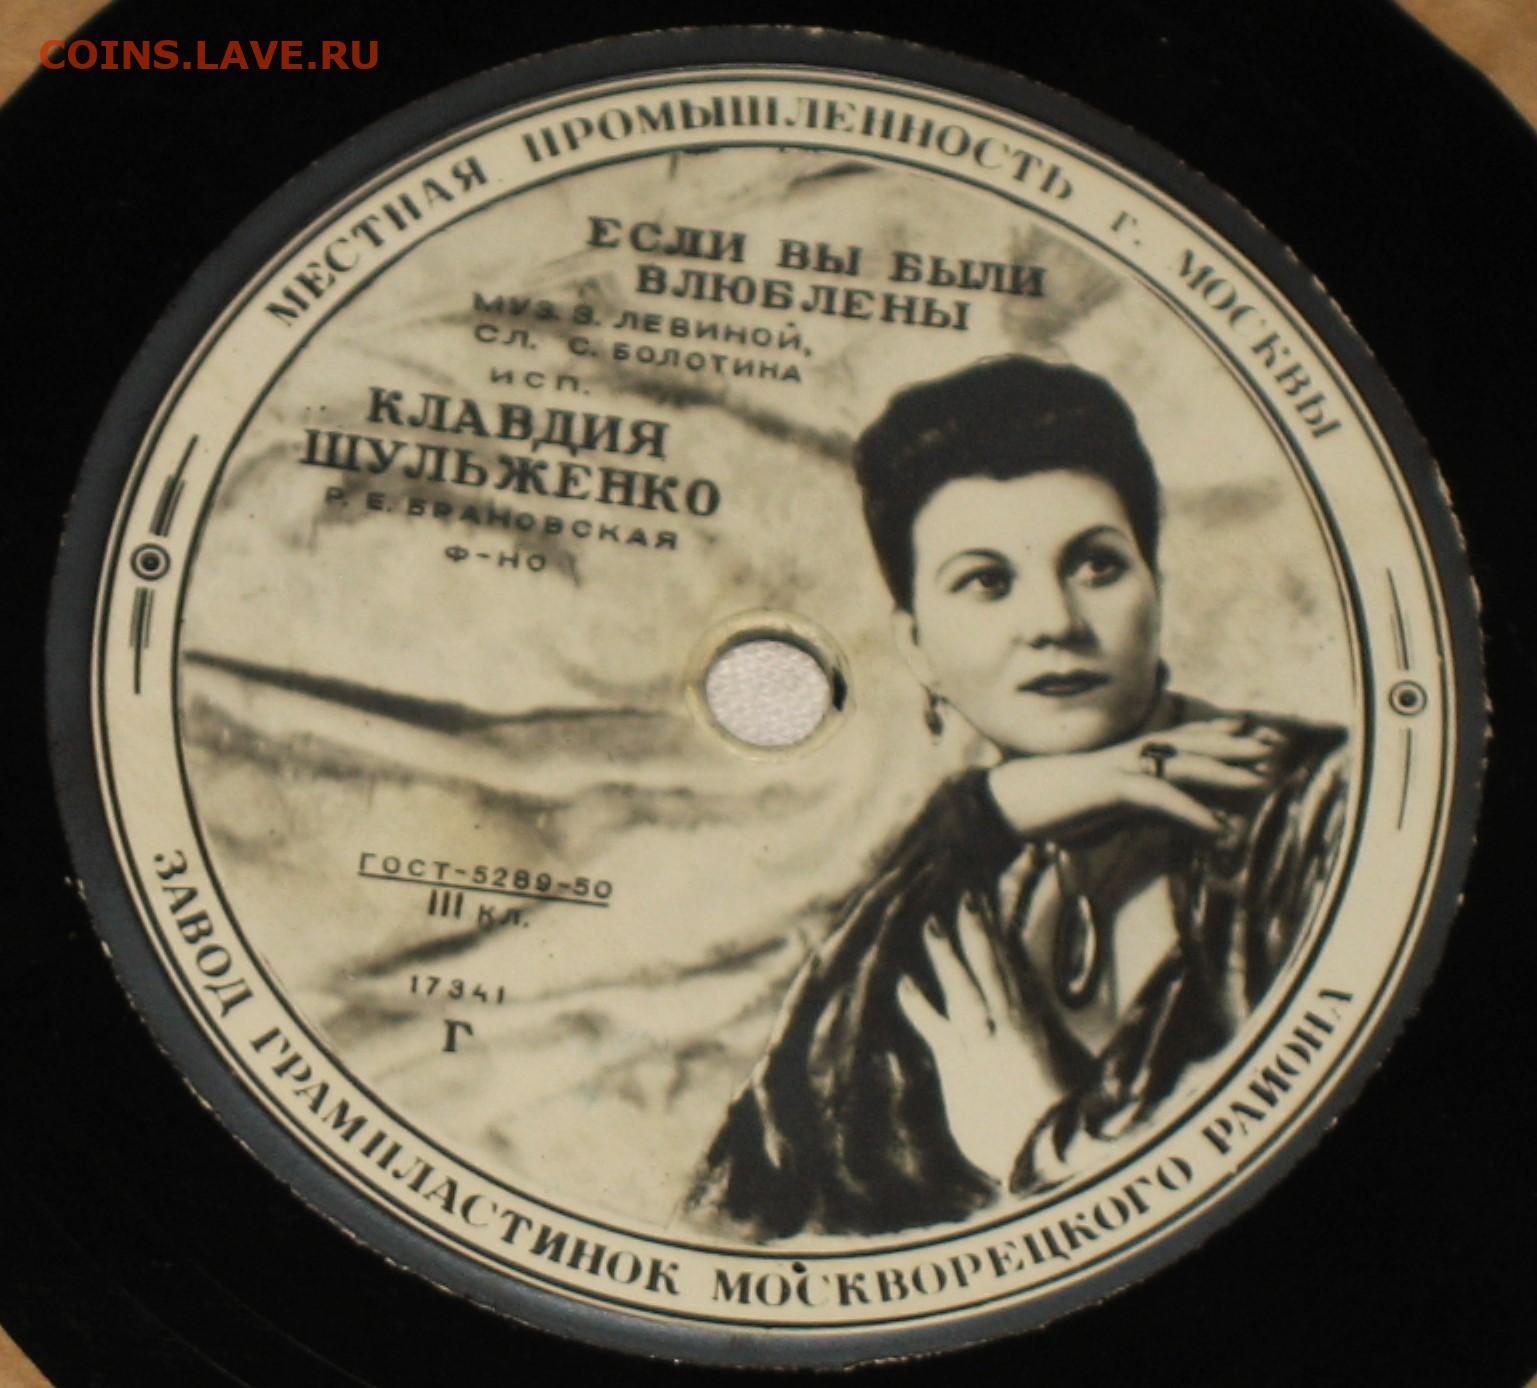 COINS.LAVE.RU
МЕСТНАЯ ПРОМЫШЛЕННОСТЬ г. МОСКВЫ
ЕСЛИ ВЫ БЫЛИ
ВЛЮБЛЕНЫ
МУЗ. З. ЛЕВИНОЙ,
СЛ. С. БОЛОТИНА
ИСП.
КЛАВДИЯ
ШУЛЬЖЕНКО
Р. Е. БРАНОВСКАЯ
Ф-НО
ГОСТ-5289-50
III КЛ.
17341
Г
ЗАВОД ГРАМПЛАСТИНОК МОСКВОРЕЦКОГО РАЙОНА